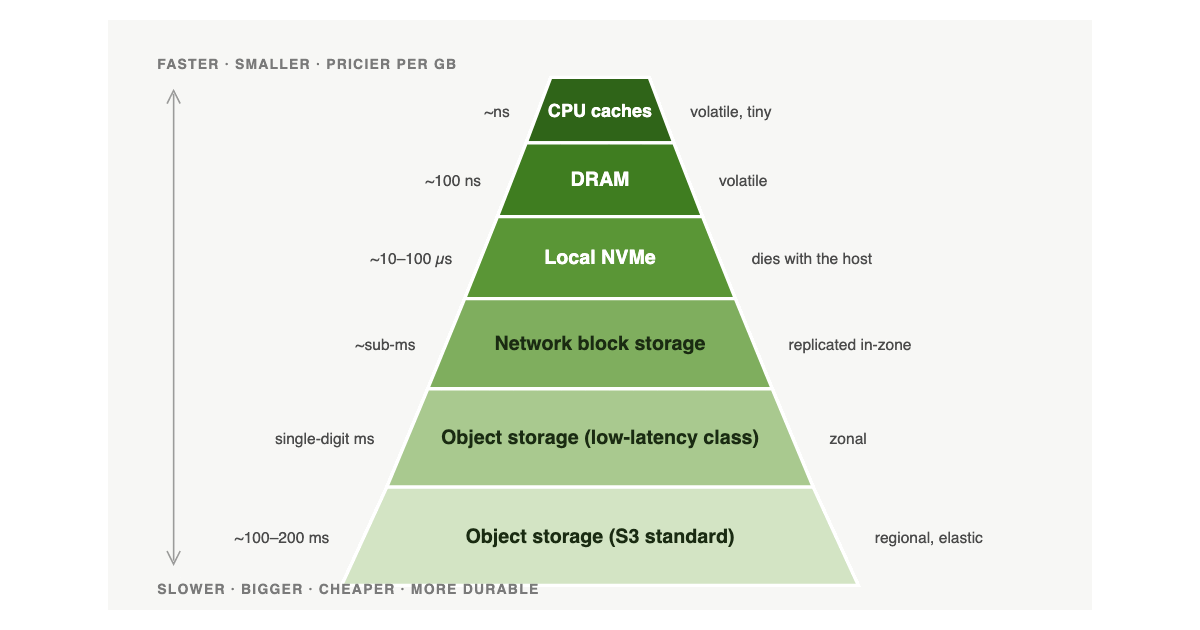 FASTER · SMALLER · PRICIER PER GB
~ns
CPU caches
volatile, tiny
~100 ns
DRAM
volatile
~10–100 µs
Local NVMe
dies with the host
~sub-ms
Network block storage
replicated in-zone
single-digit ms
Object storage (low-latency class)
zonal
~100–200 ms
Object storage (S3 standard)
regional, elastic
SLOWER · BIGGER · CHEAPER · MORE DURABLE